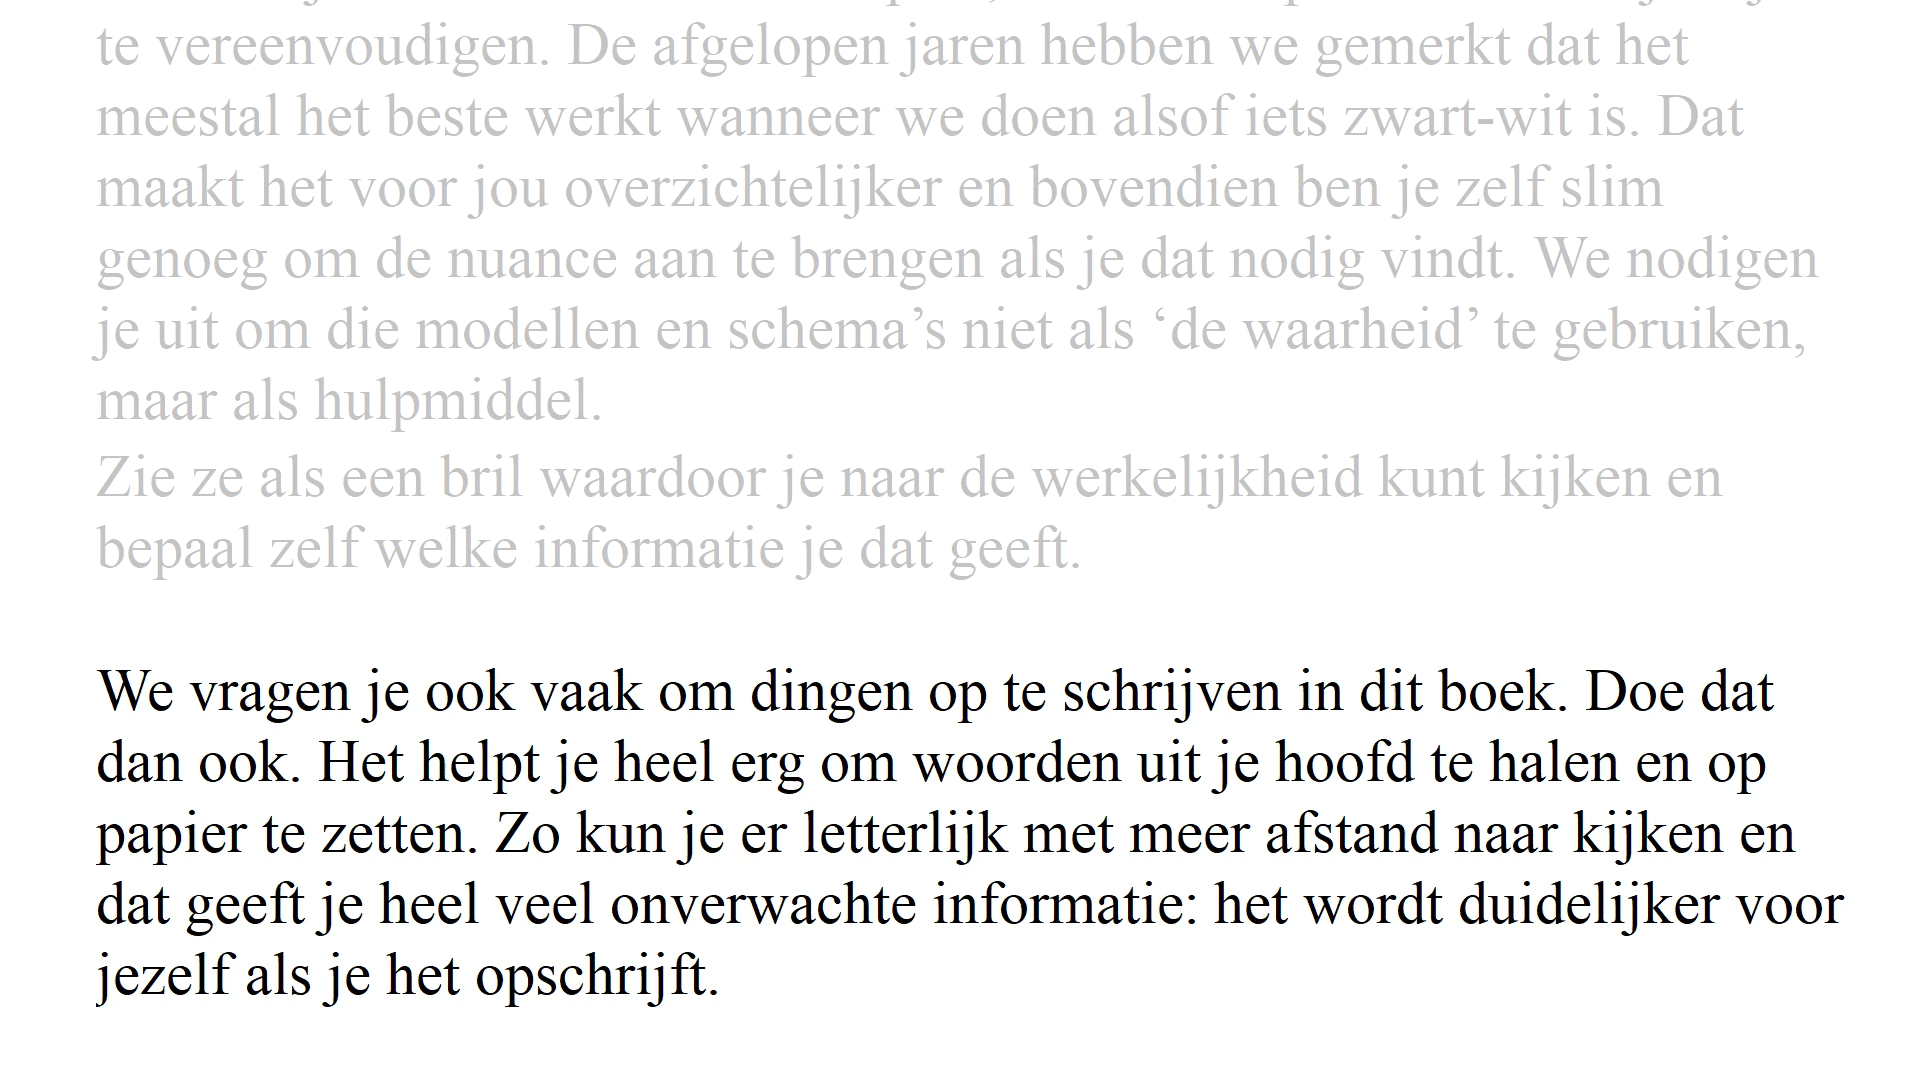 te vereenvoudigen. De afgelopen jaren hebben we gemerkt dat het
meestal het beste werkt wanneer we doen alsof iets zwart-wit is. Dat
maakt het voor jou overzichtelijker en bovendien ben je zelf slim
genoeg om de nuance aan te brengen als je dat nodig vindt. We nodigen
je uit om die modellen en schema’s niet als ‘de waarheid’ te gebruiken,
maar als hulpmiddel.
Zie ze als een bril waardoor je naar de werkelijkheid kunt kijken en
bepaal zelf welke informatie je dat geeft.
We vragen je ook vaak om dingen op te schrijven in dit boek. Doe dat
dan ook. Het helpt je heel erg om woorden uit je hoofd te halen en op
papier te zetten. Zo kun je er letterlijk met meer afstand naar kijken en
dat geeft je heel veel onverwachte informatie: het wordt duidelijker voor
jezelf als je het opschrijft.